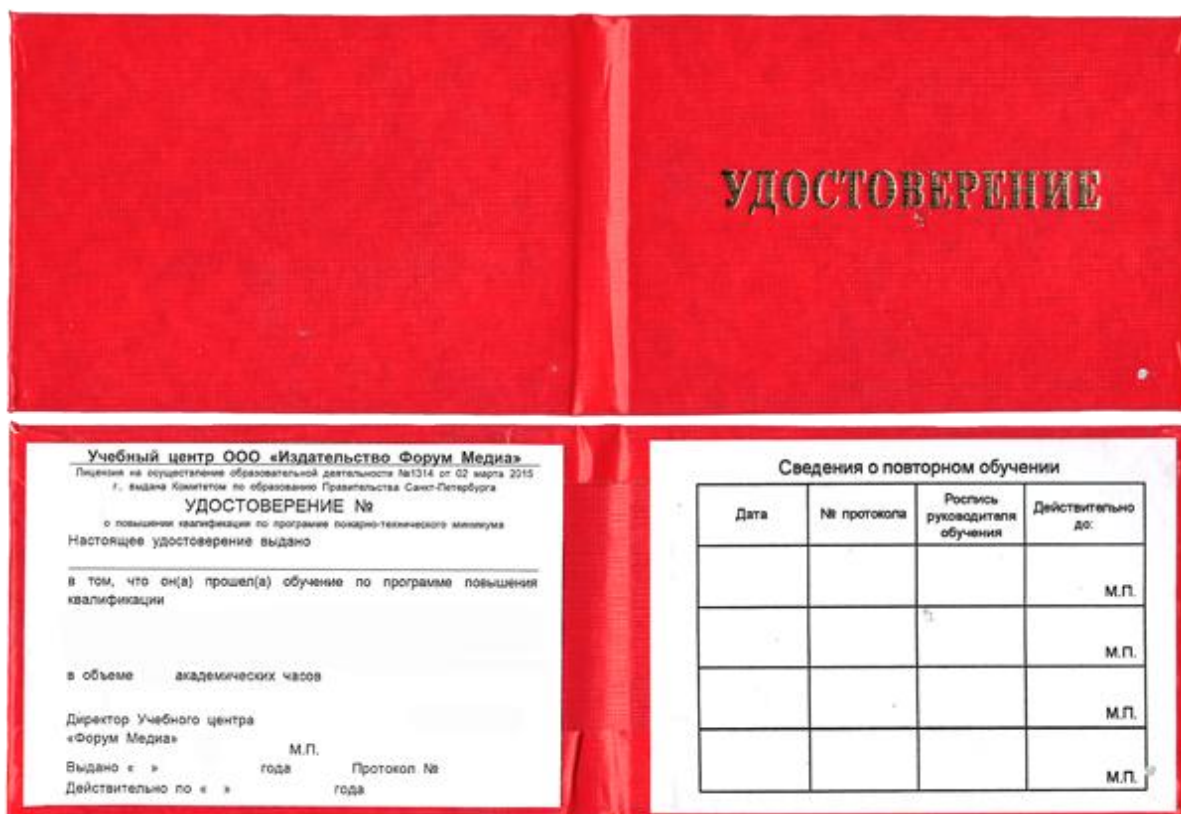 УДОСТОВЕРЕНИЕ
Учебный центр ООО «Издательство Форум Медиа»
Лицензия на осуществление образовательной деятельности №1314 от 02 марта 2015
г., выдана Комитетом по образованию Правительства Санкт-Петербурга
УДОСТОВЕРЕНИЕ №
о повышении квалификации по программе пожарно-технического минимума
Настоящее удостоверение выдано
в том, что он(а) прошел(а) обучение по программе повышения
квалификации
в объеме академических часов
Директор Учебного центра
«Форум Медиа»
М.П.
Выдано « » года Протокол №
Действительно по « » года
Сведения о повторном обучении
Дата
№ протокола
Роспись
руководителя
обучения
Действительно
до:
М.П.
М.П.
М.П.
М.П.